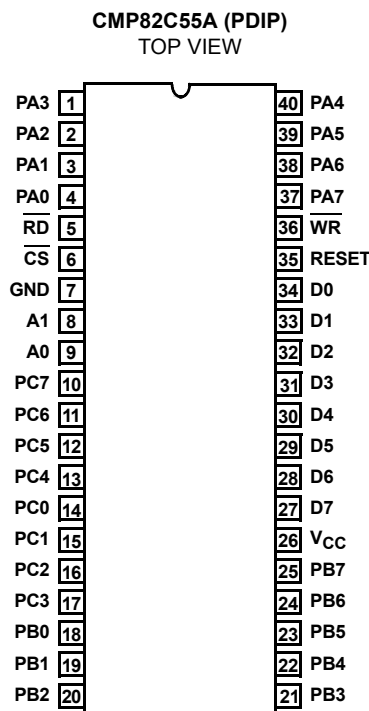 CMP82C55A (PDIP)
TOP VIEW
PA3 1 40 PA4
PA2 2 39 PA5
PA1 3 38 PA6
PA0 4 37 PA7
RD 5 36 WR
CS 6 35 RESET
GND 7 34 D0
A1 8 33 D1
A0 9 32 D2
PC7 10 31 D3
PC6 11 30 D4
PC5 12 29 D5
PC4 13 28 D6
PC0 14 27 D7
PC1 15 26 VCC
PC2 16 25 PB7
PC3 17 24 PB6
PB0 18 23 PB5
PB1 19 22 PB4
PB2 20 21 PB3